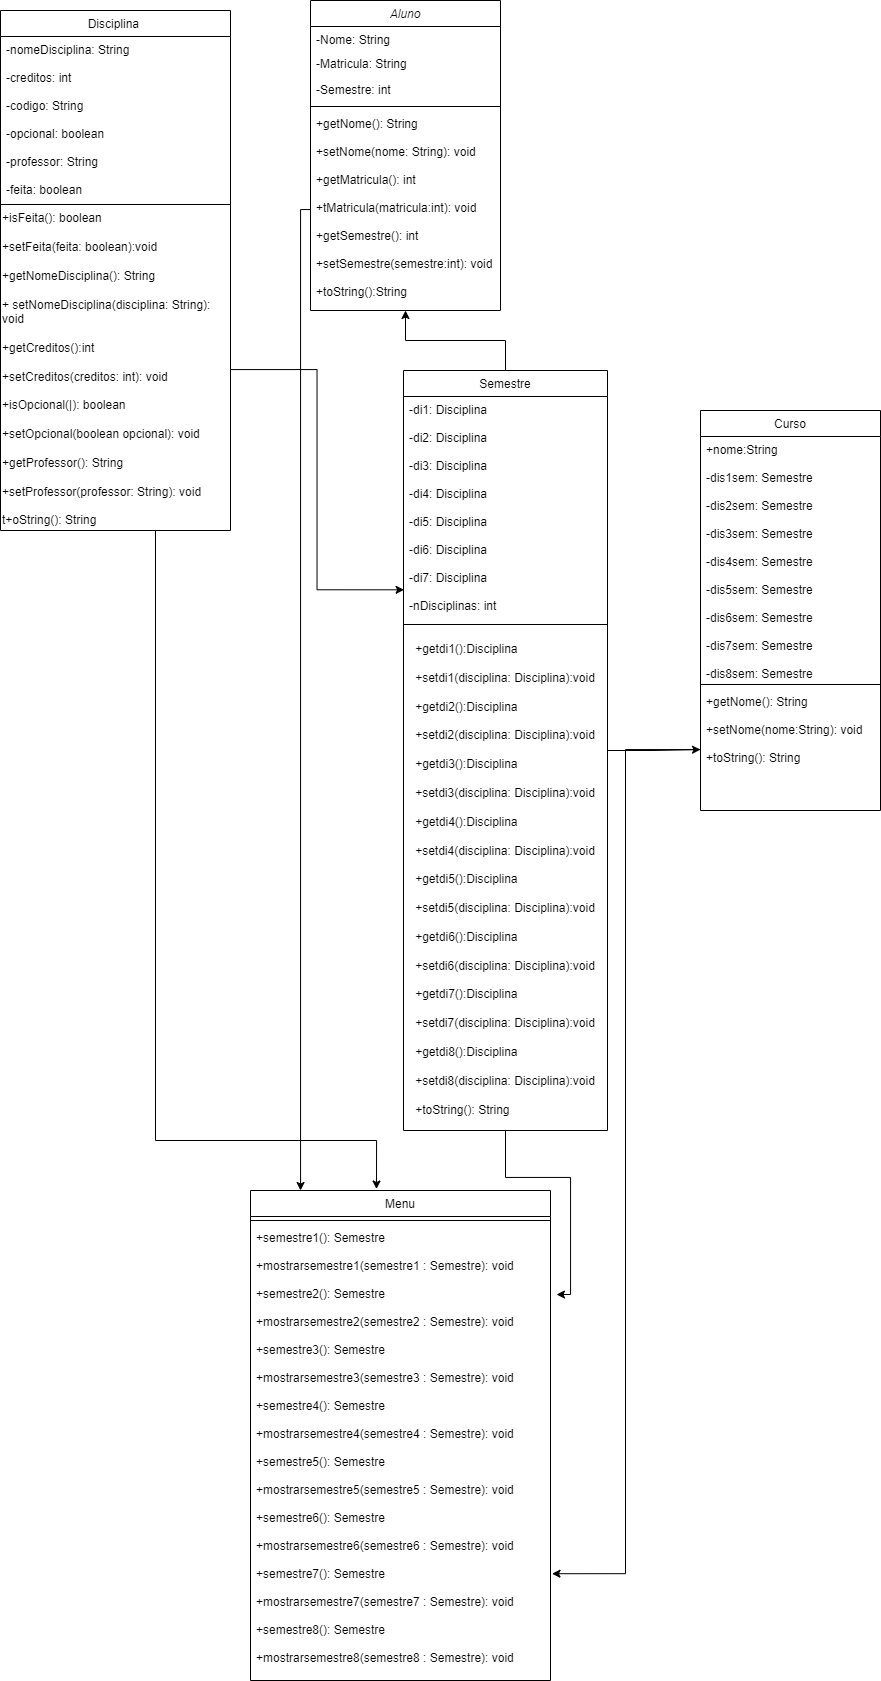 Disciplina
-nomeDisciplina: String
-creditos: int
-codigo: String
-opcional: boolean
-professor: String
-feita: boolean
+isFeita(): boolean
+setFeita(feita: boolean):void
+getNomeDisciplina(): String
+ setNomeDisciplina(disciplina: String):
void
+getCreditos():int
+setCreditos(creditos: int): void
+isOpcional(|): boolean
+setOpcional(boolean opcional): void
+getProfessor(): String
+setProfessor(professor: String): void
t+oString(): String
Aluno
-Nome: String
-Matricula: String
-Semestre: int
+getNome(): String
+setNome(nome: String): void
+getMatricula(): int
+tMatricula(matricula:int): void
+getSemestre(): int
+setSemestre(semestre:int): void
+toString():String
Semestre
-di1: Disciplina
-di2: Disciplina
-di3: Disciplina
-di4: Disciplina
-di5: Disciplina
-di6: Disciplina
-di7: Disciplina
-nDisciplinas: int
+getdi1():Disciplina
+setdi1(disciplina: Disciplina):void
+getdi2():Disciplina
+setdi2(disciplina: Disciplina):void
+getdi3():Disciplina
+setdi3(disciplina: Disciplina):void
+getdi4():Disciplina
+setdi4(disciplina: Disciplina):void
+getdi5():Disciplina
+setdi5(disciplina: Disciplina):void
+getdi6():Disciplina
+setdi6(disciplina: Disciplina):void
+getdi7():Disciplina
+setdi7(disciplina: Disciplina):void
+getdi8():Disciplina
+setdi8(disciplina: Disciplina):void
+toString(): String
Curso
+nome:String
-dis1sem: Semestre
-dis2sem: Semestre
-dis3sem: Semestre
-dis4sem: Semestre
-dis5sem: Semestre
-dis6sem: Semestre
-dis7sem: Semestre
-dis8sem: Semestre
+getNome(): String
+setNome(nome:String): void
+toString(): String
Menu
+semestre1(): Semestre
+mostrarsemestre1(semestre1 : Semestre): void
+semestre2(): Semestre
+mostrarsemestre2(semestre2 : Semestre): void
+semestre3(): Semestre
+mostrarsemestre3(semestre3 : Semestre): void
+semestre4(): Semestre
+mostrarsemestre4(semestre4 : Semestre): void
+semestre5(): Semestre
+mostrarsemestre5(semestre5 : Semestre): void
+semestre6(): Semestre
+mostrarsemestre6(semestre6 : Semestre): void
+semestre7(): Semestre
+mostrarsemestre7(semestre7 : Semestre): void
+semestre8(): Semestre
+mostrarsemestre8(semestre8 : Semestre): void